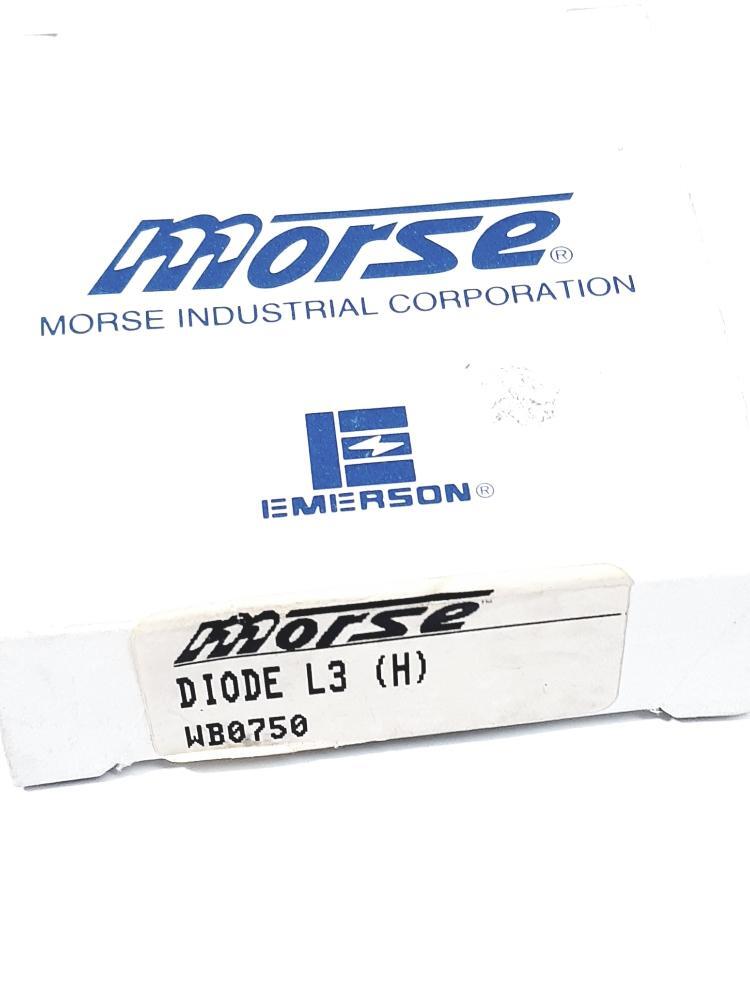 morse®
MORSE INDUSTRIAL CORPORATION
EMERSON®
morse™
DIODE L3 (H)
WB0750